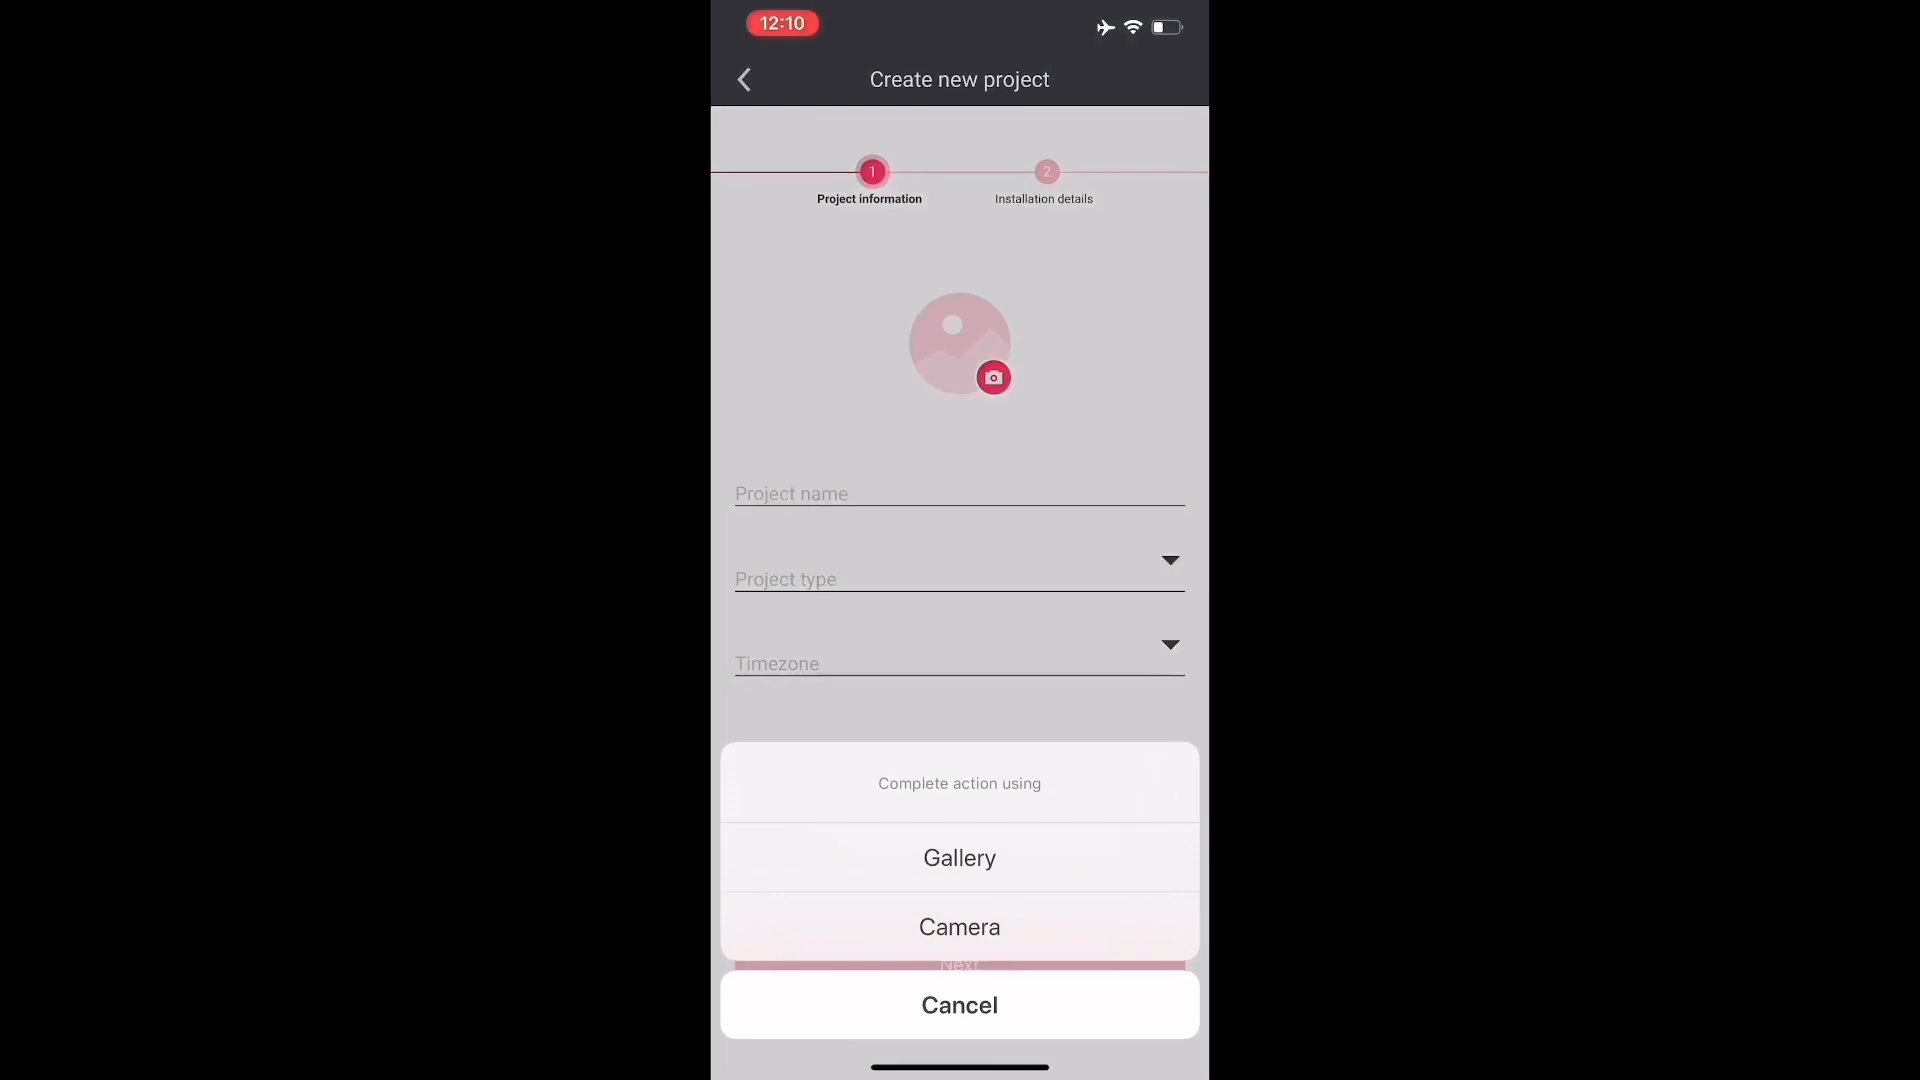 12:10
Create new project
1
2
Project information
Installation details
Project name
Project type
Timezone
Complete action using
Gallery
Camera
Next
Cancel